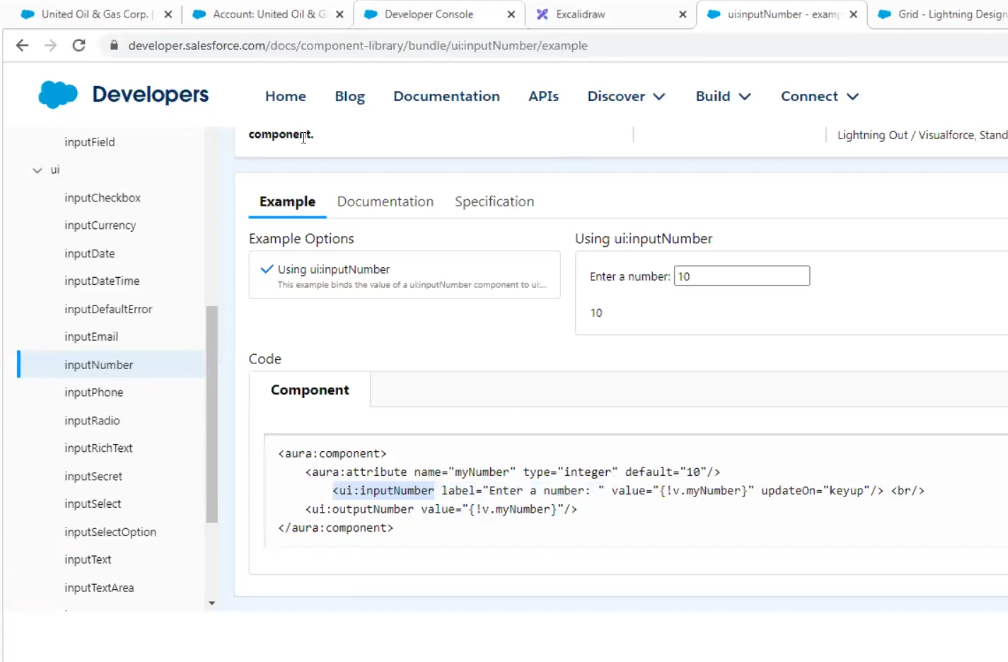 United Oil & Gas Corp. |
Account: United Oil & G
Developer Console
Excalidraw
ui:inputNumber - exam
Grid - Lightning Design
developer.salesforce.com/docs/component-library/bundle/ui:inputNumber/example
Developers
Home Blog Documentation APIs Discover Build Connect
inputField
ui
inputCheckbox
inputCurrency
inputDate
inputDateTime
inputDefaultError
inputEmail
inputNumber
inputPhone
inputRadio
inputRichText
inputSecret
inputSelect
inputSelectOption
inputText
inputTextArea
component.
Lightning Out / Visualforce, Stand
Example Documentation Specification
Example Options
Using ui:inputNumber
This example binds the value of a ui:inputNumber component to ui:...
Using ui:inputNumber
Enter a number: 10
10
Code
Component
<aura:component>
<aura:attribute name="myNumber" type="integer" default="10"/>
<ui:inputNumber label="Enter a number: " value="{!v.myNumber}" updateOn="keyup"/> <br/>
<ui:outputNumber value="{!v.myNumber}"/>
</aura:component>